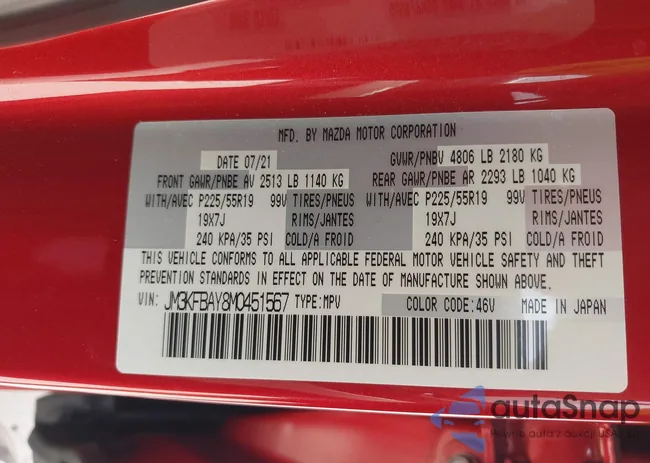 MFD. BY MAZDA MOTOR CORPORATION
DATE 07/21 GVWR/PNBV 4806 LB 2180 KG
FRONT GAWR/PNBE AV 2513 LB 1140 KG REAR GAWR/PNBE AR 2293 LB 1040 KG
WITH/AVEC P225/55R19 99V TIRES/PNEUS WITH/AVEC P225/55R19 99V TIRES/PNEUS
19X7J RIMS/JANTES 19X7J RIMS/JANTES
240 KPA/35 PSI COLD/A FROID 240 KPA/35 PSI COLD/A FROID
THIS VEHICLE CONFORMS TO ALL APPLICABLE FEDERAL MOTOR VEHICLE SAFETY AND THEFT
PREVENTION STANDARDS IN EFFECT ON THE DATE OF MANUFACTURE SHOWN ABOVE.
VIN: JM3KFBAY8M0451567 TYPE:MPV COLOR CODE:46V MADE IN JAPAN
autaSnap
Pewnie auta z aukcji USA